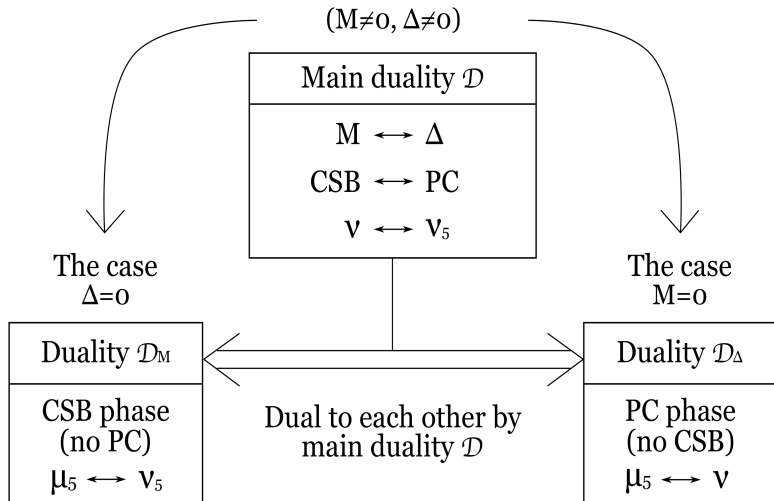 (M≠0, Δ≠0)
Main duality 𝒟
M ↔ Δ
CSB ↔ PC
ν ↔ ν₅
The case
Δ=0
Duality 𝒟ᴍ
CSB phase
(no PC)
μ₅ ↔ ν₅
Dual to each other by
main duality 𝒟
The case
M=0
Duality 𝒟Δ
PC phase
(no CSB)
μ₅ ↔ ν